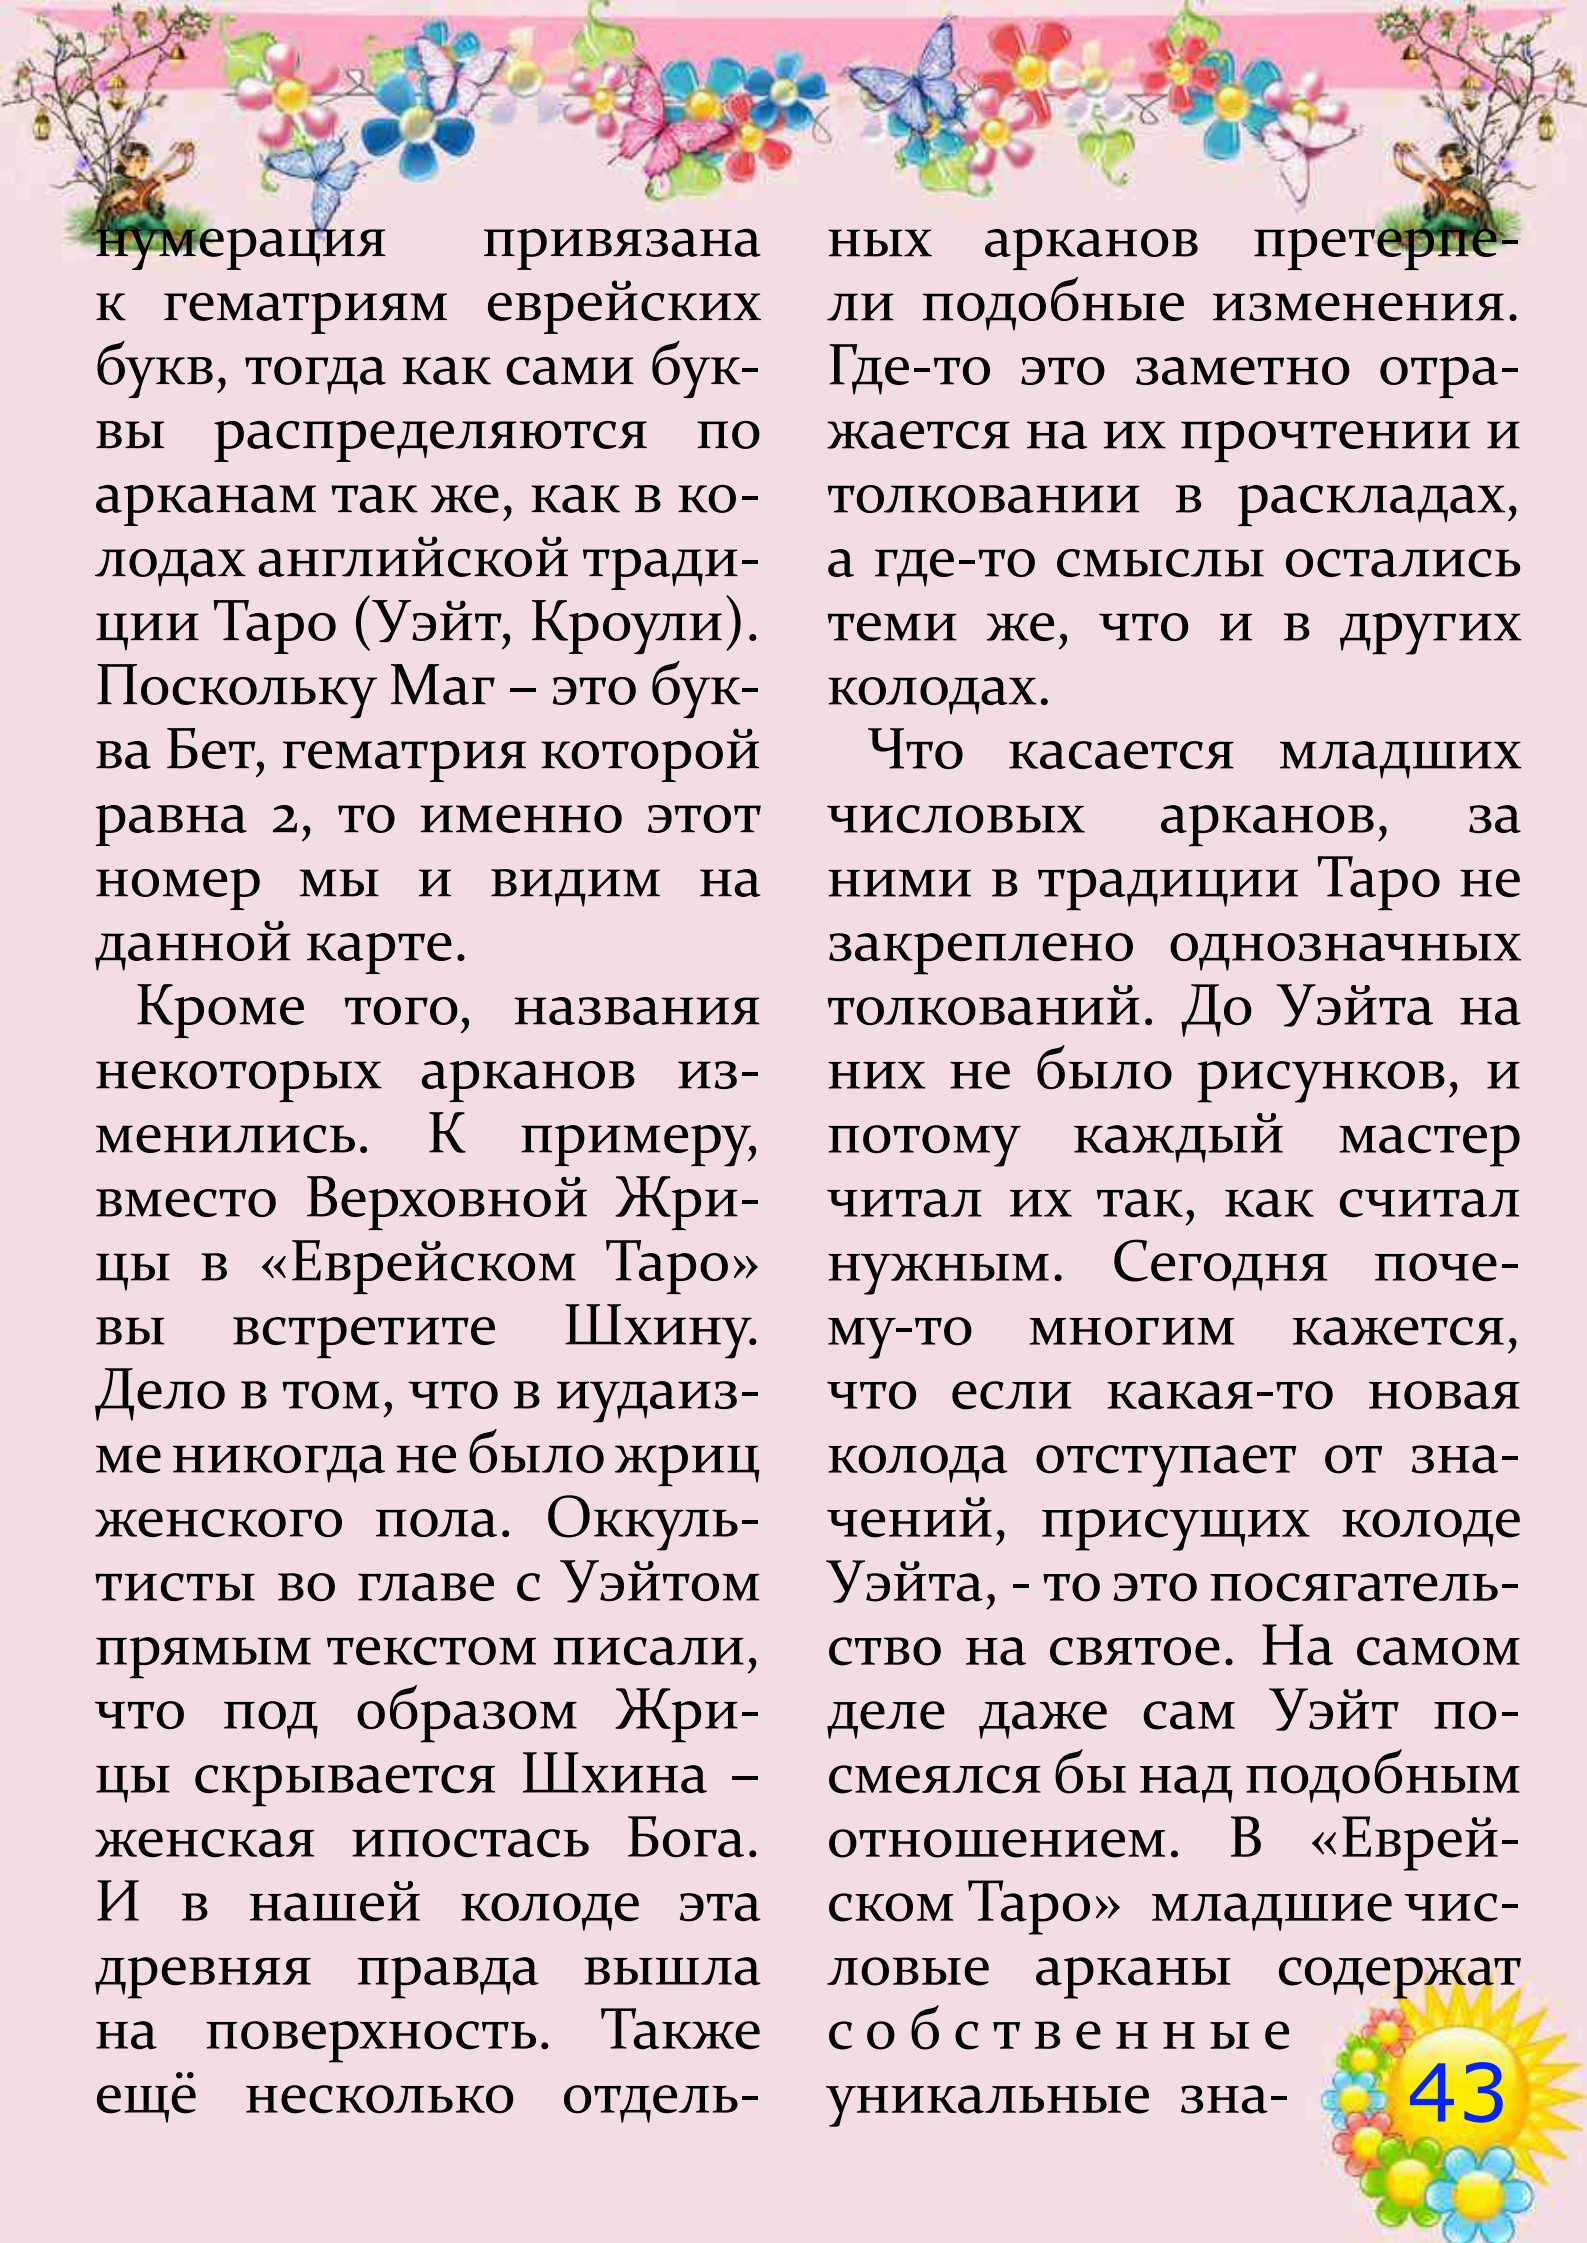 нумерация привязана
к гематриям еврейских
букв, тогда как сами бук-
вы распределяются по
арканам так же, как в ко-
лодах английской тради-
ции Таро (Уэйт, Кроули).
Поскольку Маг – это бук-
ва Бет, гематрия которой
равна 2, то именно этот
номер мы и видим на
данной карте.
Кроме того, названия
некоторых арканов из-
менились. К примеру,
вместо Верховной Жри-
цы в «Еврейском Таро»
вы встретите Шхину.
Дело в том, что в иудаиз-
ме никогда не было жриц
женского пола. Оккуль-
тисты во главе с Уэйтом
прямым текстом писали,
что под образом Жри-
цы скрывается Шхина –
женская ипостась Бога.
И в нашей колоде эта
древняя правда вышла
на поверхность. Также
ещё несколько отдель-
ных арканов претерпе-
ли подобные изменения.
Где-то это заметно отра-
жается на их прочтении и
толковании в раскладах,
а где-то смыслы остались
теми же, что и в других
колодах.
Что касается младших
числовых арканов, за
ними в традиции Таро не
закреплено однозначных
толкований. До Уэйта на
них не было рисунков, и
потому каждый мастер
читал их так, как считал
нужным. Сегодня поче-
му-то многим кажется,
что если какая-то новая
колода отступает от зна-
чений, присущих колоде
Уэйта, - то это посягатель-
ство на святое. На самом
деле даже сам Уэйт по-
смеялся бы над подобным
отношением. В «Еврей-
ском Таро» младшие чис-
ловые арканы содержат
собственные
уникальные зна-
43